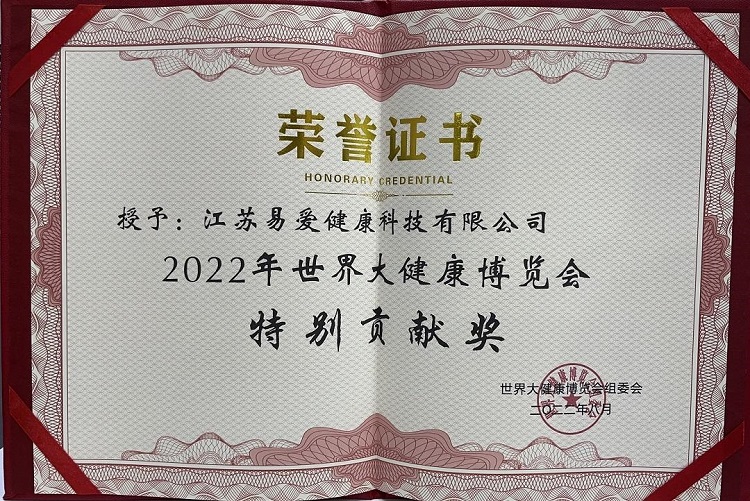 荣誉证书
HONORARY CREDENTIAL
授予：江苏易爱健康科技有限公司
2022年世界大健康博览会
特别贡献奖
世界大健康博览会组委会
二〇二二年八月